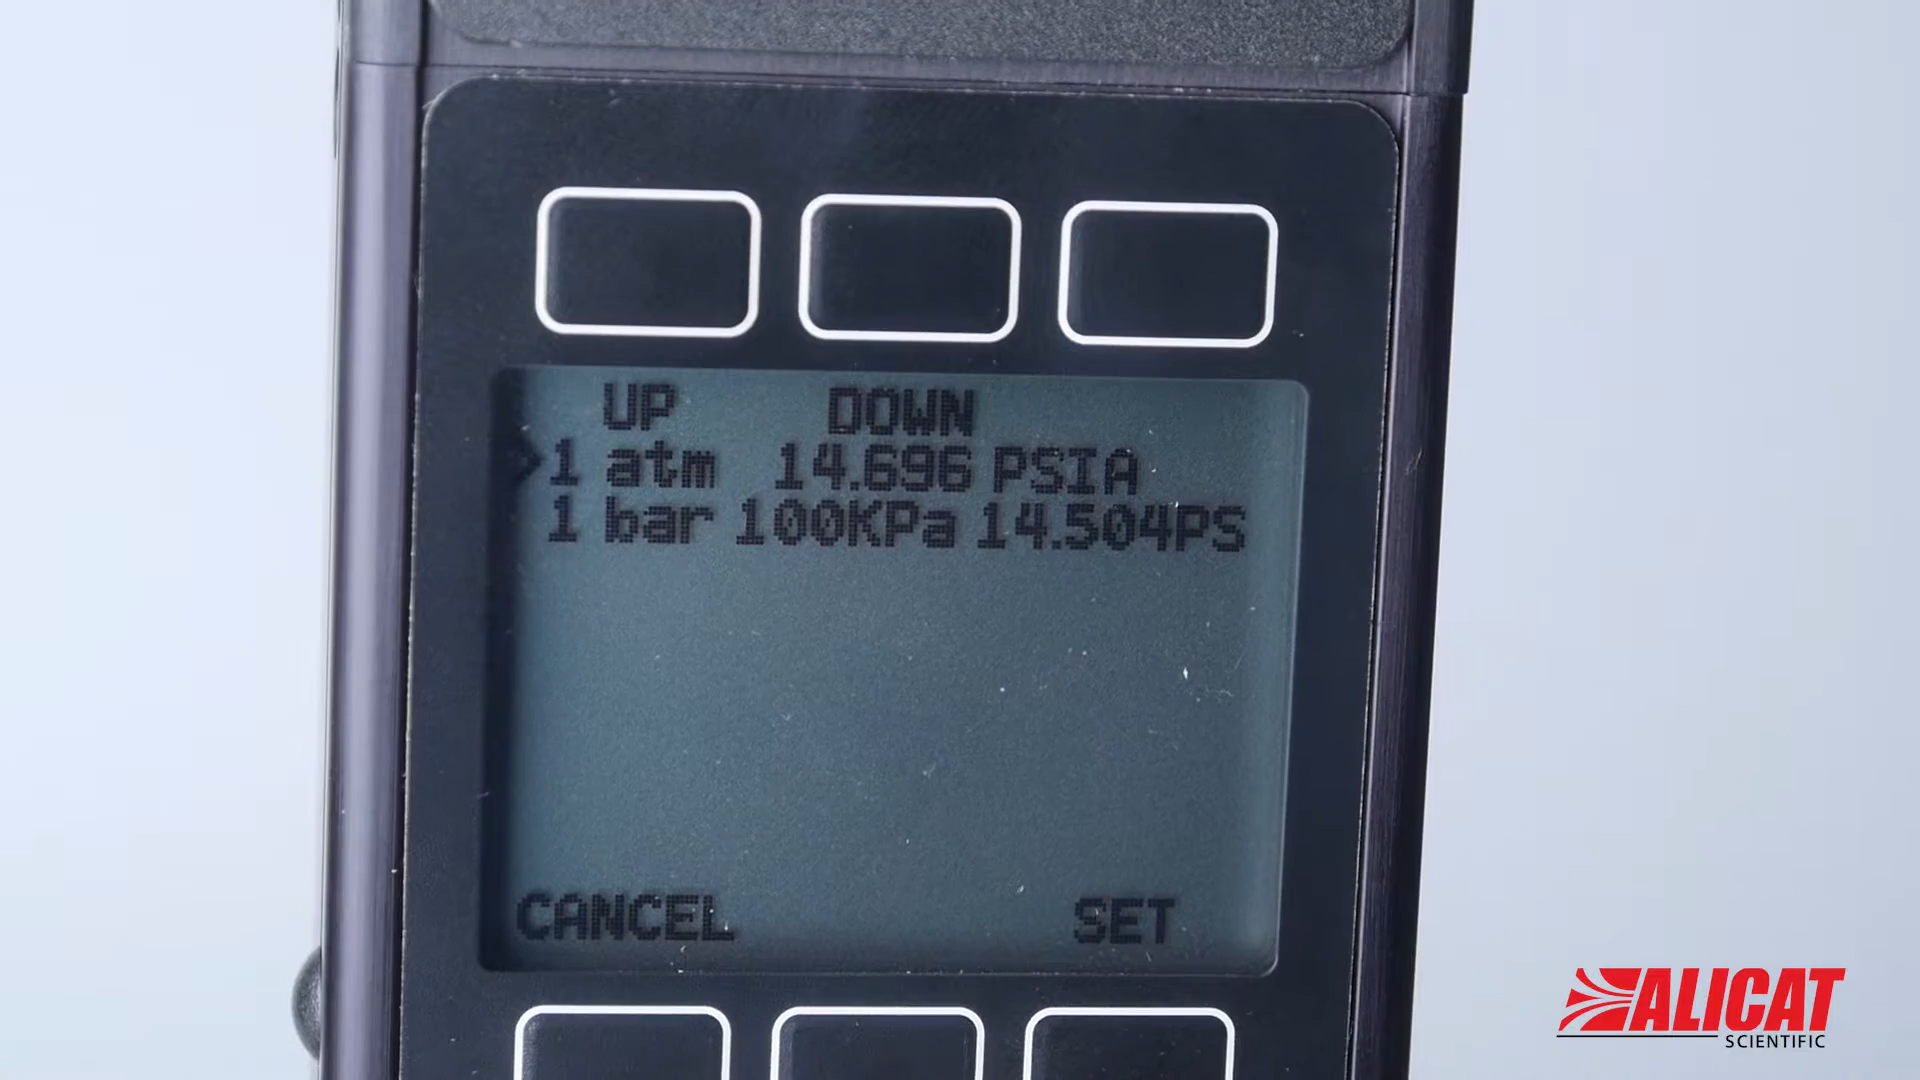 UP DOWN
1 atm 14.696 PSIA
1 bar 100KPa 14.504PS
CANCEL SET
ALICAT
SCIENTIFIC